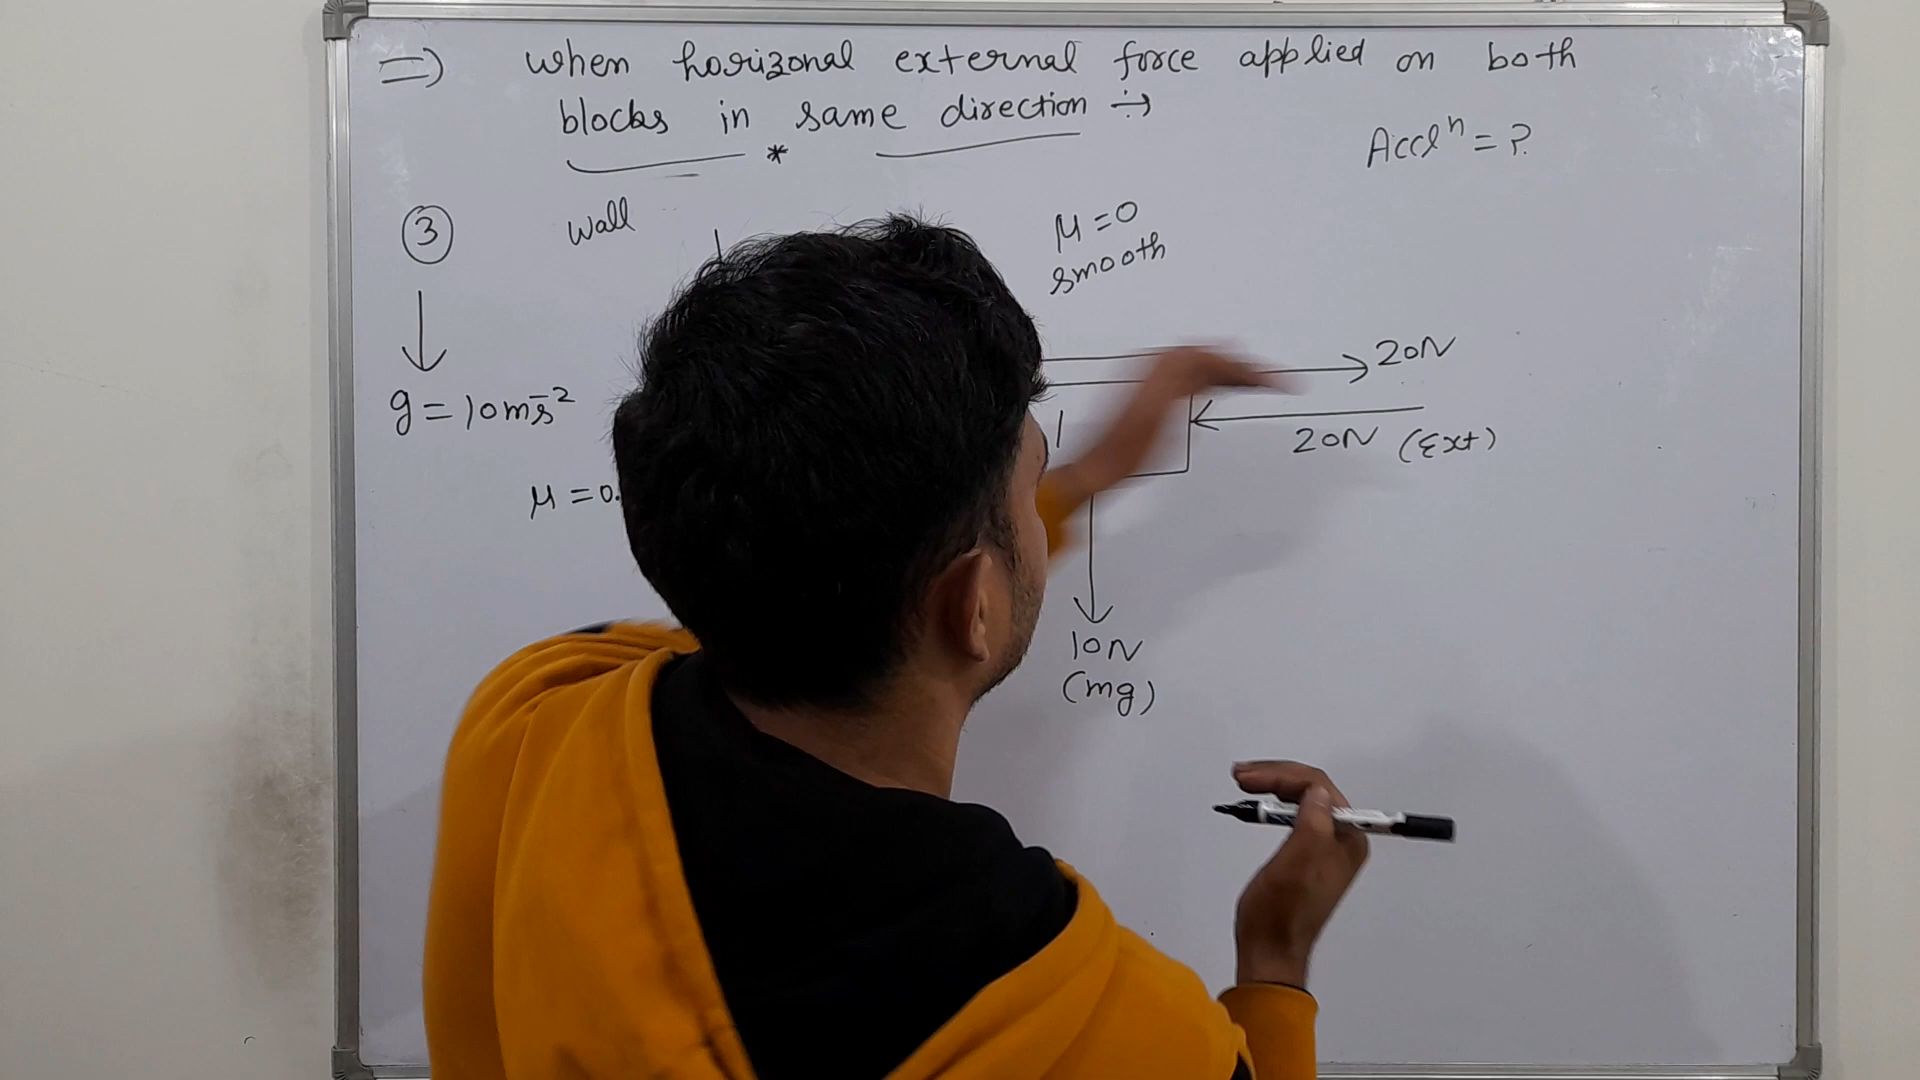 => when horizonal external force applied on both
blocks in same direction ÷→
*
Accl^n = ?
3
wall
μ = 0
smooth
g = 10ms^-2
20N
20N (Ext)
μ = 0.
10N
(mg)